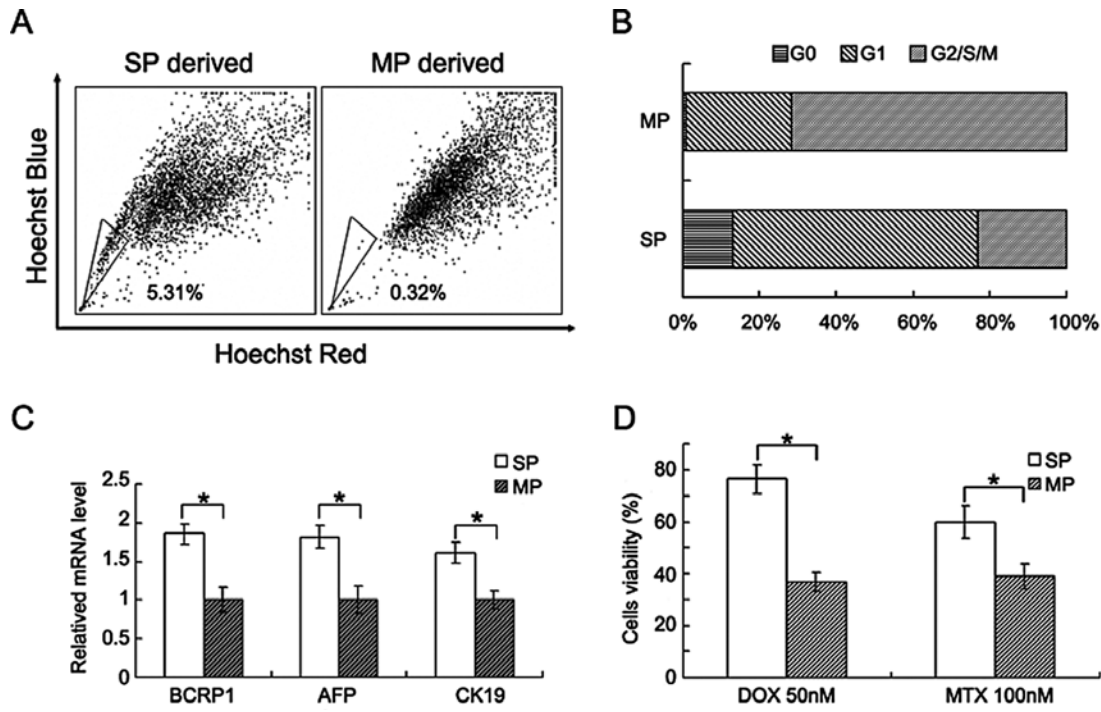 A
SP derived
MP derived
Hoechst Blue
5.31%
0.32%
Hoechst Red
B
G0 G1 G2/S/M
MP
SP
0% 20% 40% 60% 80% 100%
C
Relatived mRNA level
2.5
2
1.5
1
0.5
0
SP
MP
* * *
BCRP1 AFP CK19
D
Cells viability (%)
80
60
40
20
0
SP
MP
* *
DOX 50nM MTX 100nM